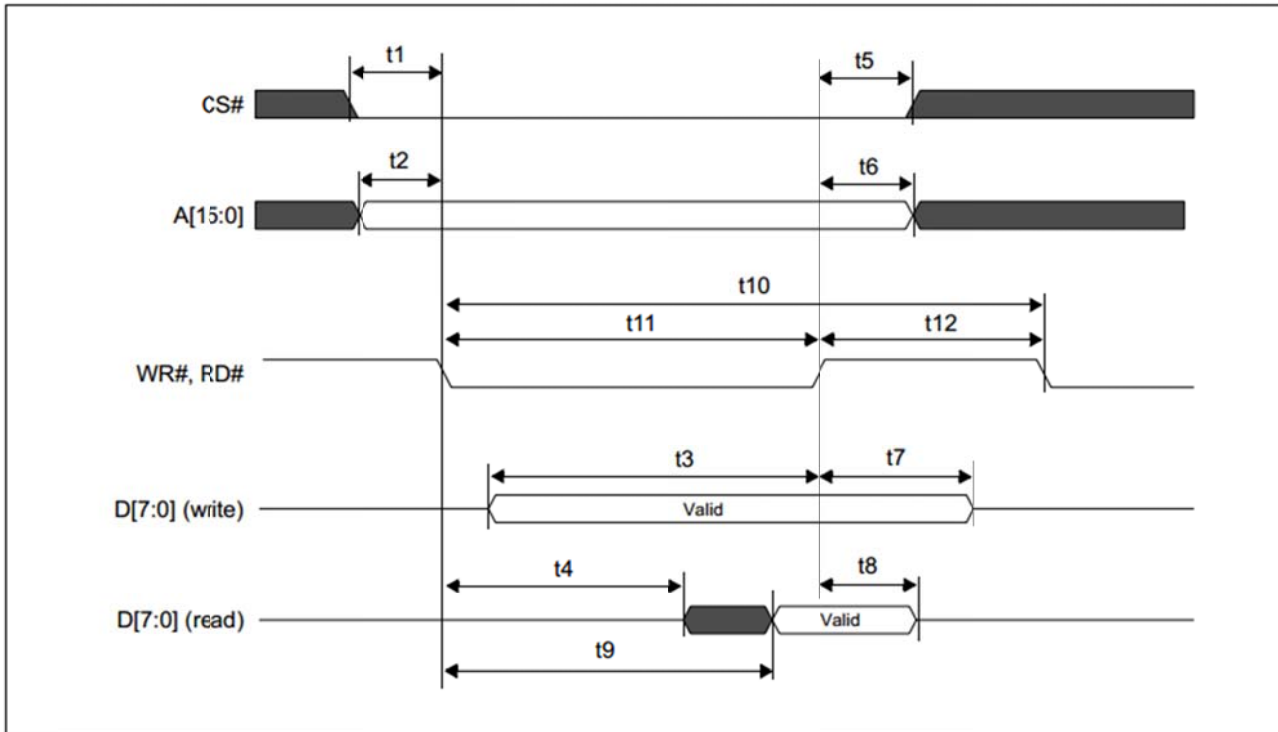 t1
t5
CS#
t2
t6
A[15:0]
t10
t11
t12
WR#, RD#
t3
t7
D[7:0] (write)
Valid
t4
t8
D[7:0] (read)
Valid
t9